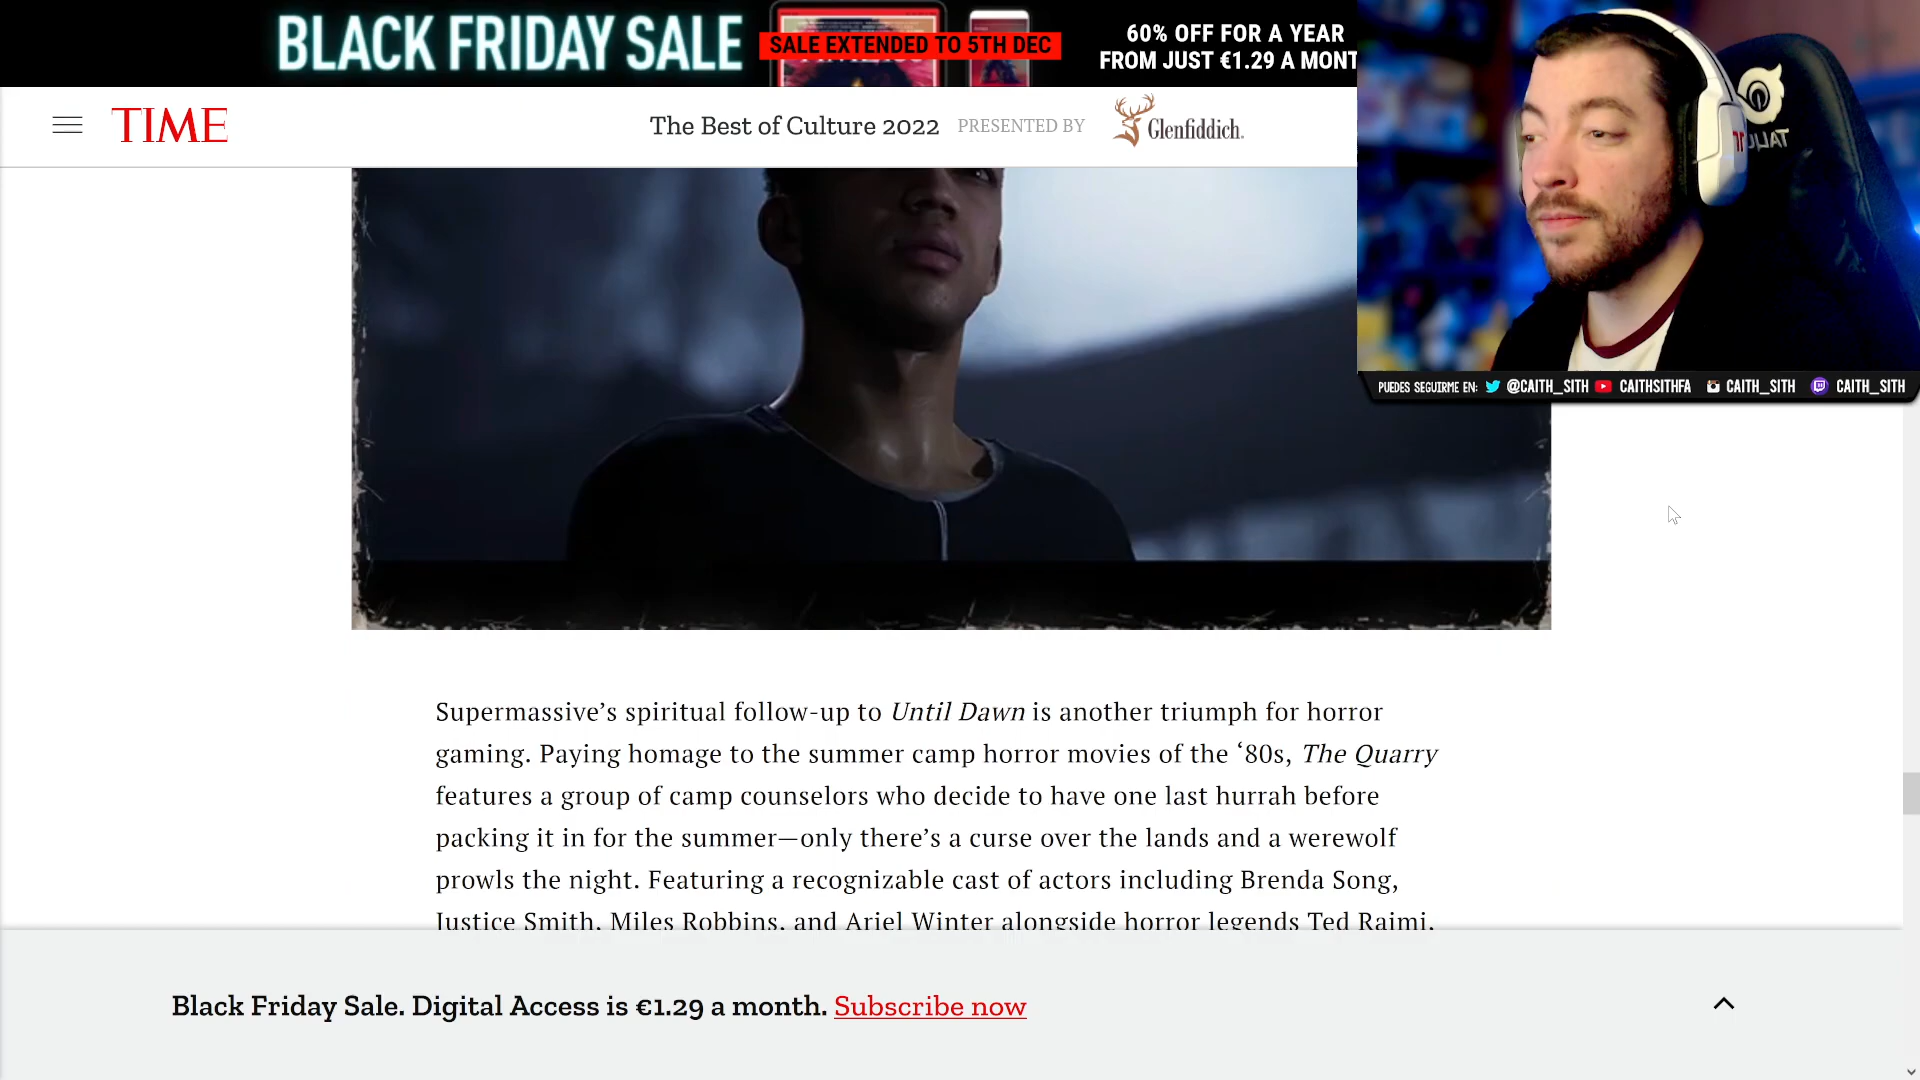 BLACK FRIDAY SALE
SALE EXTENDED TO 5TH DEC
60% OFF FOR A YEAR
FROM JUST €1.29 A MONT
TIME
The Best of Culture 2022 PRESENTED BY Glenfiddich.
PUEDES SEGUIRME EN: @CAITH_SITH CAITHSITHFA CAITH_SITH CAITH_SITH
Supermassive’s spiritual follow-up to Until Dawn is another triumph for horror
gaming. Paying homage to the summer camp horror movies of the ‘80s, The Quarry
features a group of camp counselors who decide to have one last hurrah before
packing it in for the summer—only there’s a curse over the lands and a werewolf
prowls the night. Featuring a recognizable cast of actors including Brenda Song,
Justice Smith, Miles Robbins, and Ariel Winter alongside horror legends Ted Raimi,
Black Friday Sale. Digital Access is €1.29 a month. Subscribe now